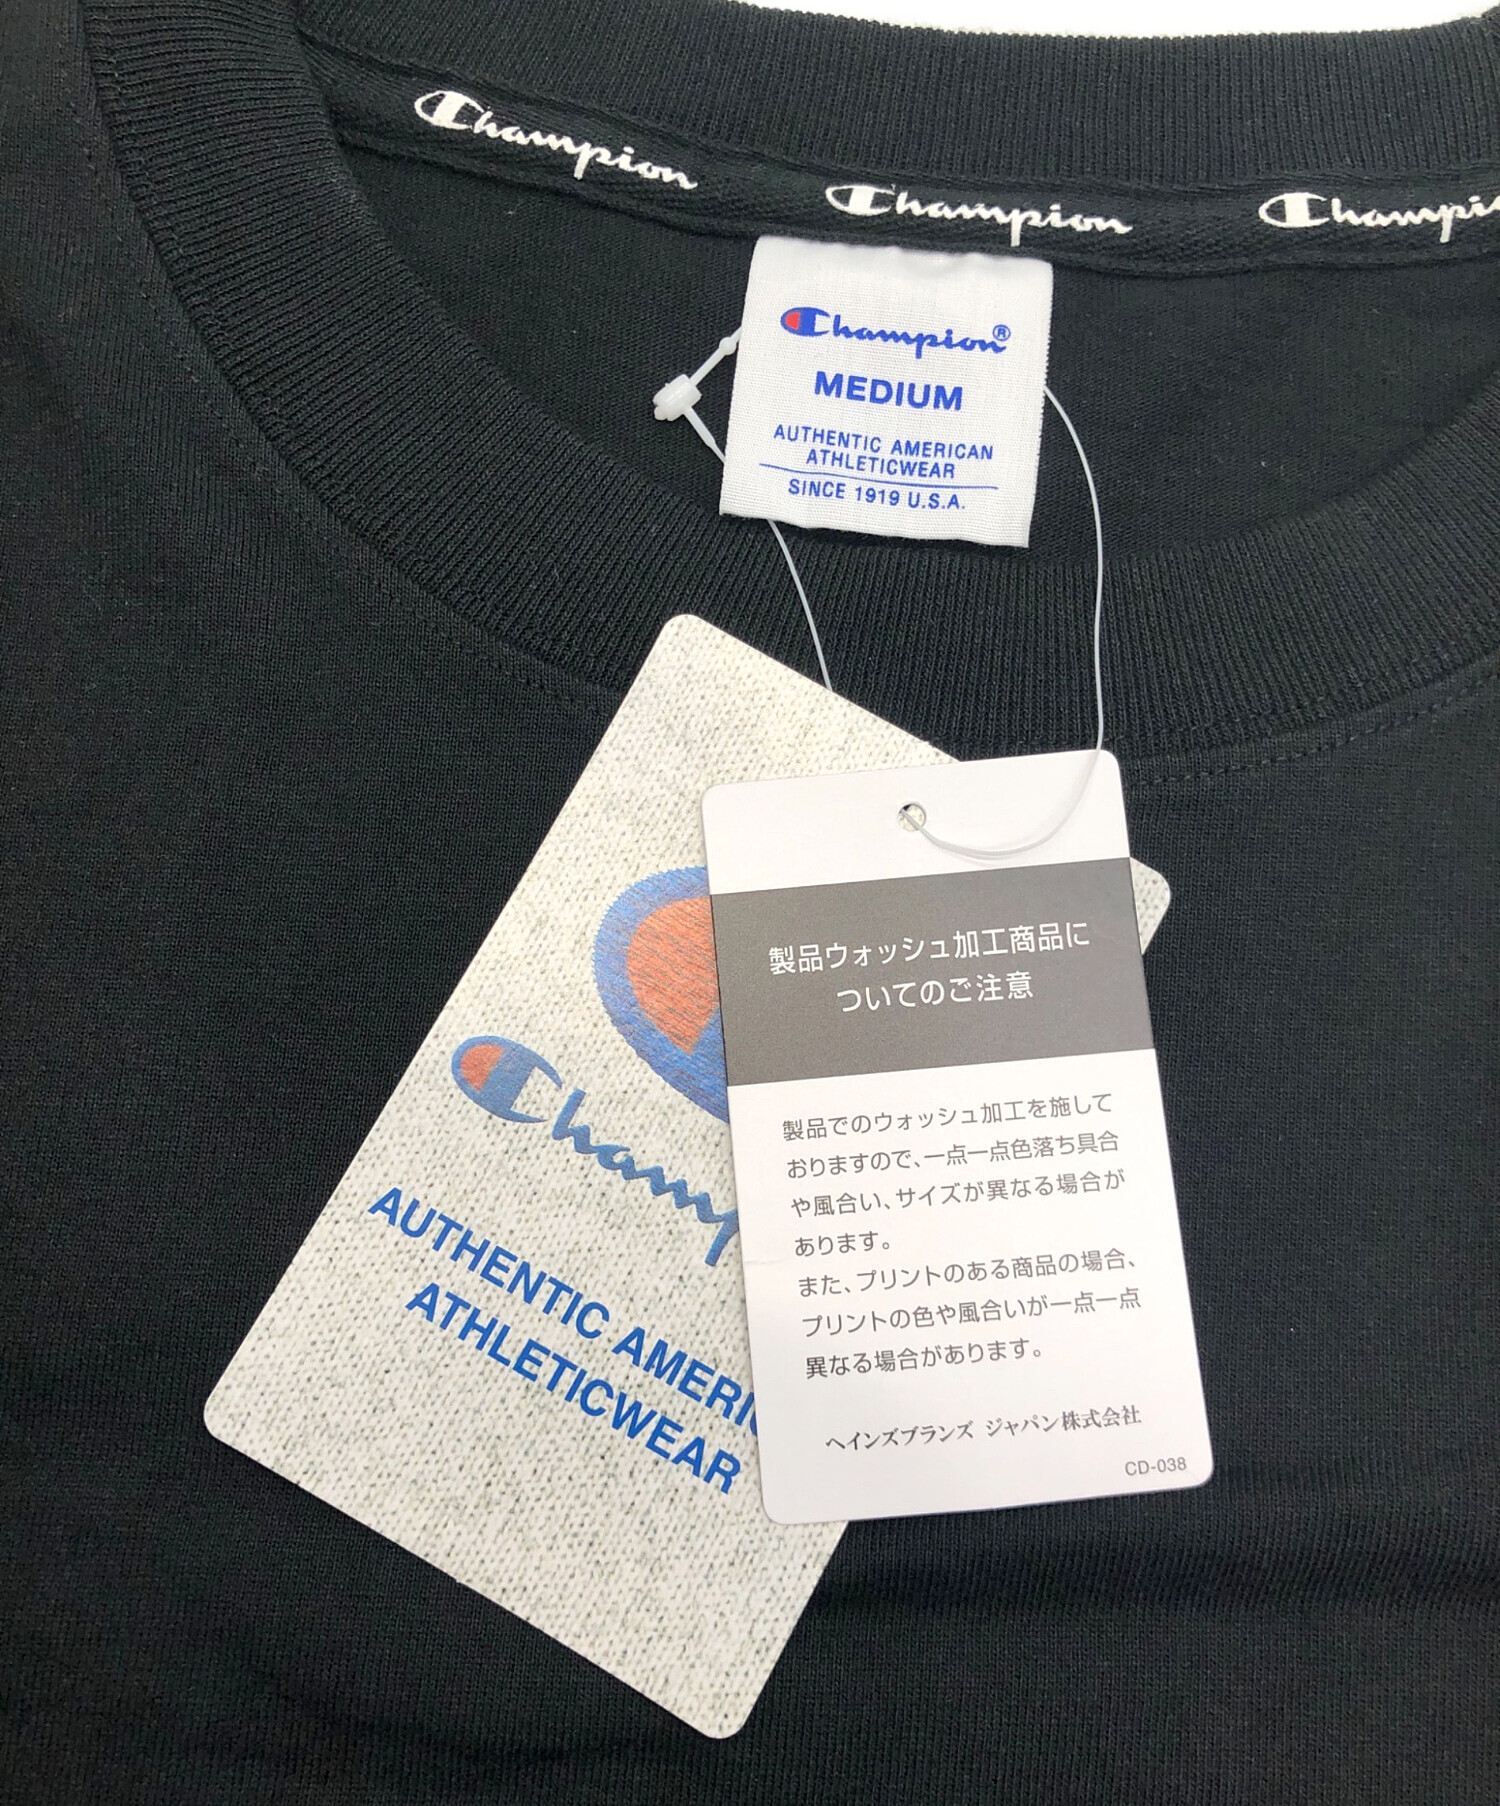 Champion
Champion
Champi
Champion®
MEDIUM
AUTHENTIC AMERICAN
ATHLETICWEAR
SINCE 1919 U.S.A.
Champ
AUTHENTIC AMERIC
ATHLETICWEAR
製品ウォッシュ加工商品に
ついてのご注意
製品でのウォッシュ加工を施して
おりますので、一点一点色落ち具合
や風合い、サイズが異なる場合が
あります。
また、プリントのある商品の場合、
プリントの色や風合いが一点一点
異なる場合があります。
ヘインズブランズ ジャパン株式会社
CD-038